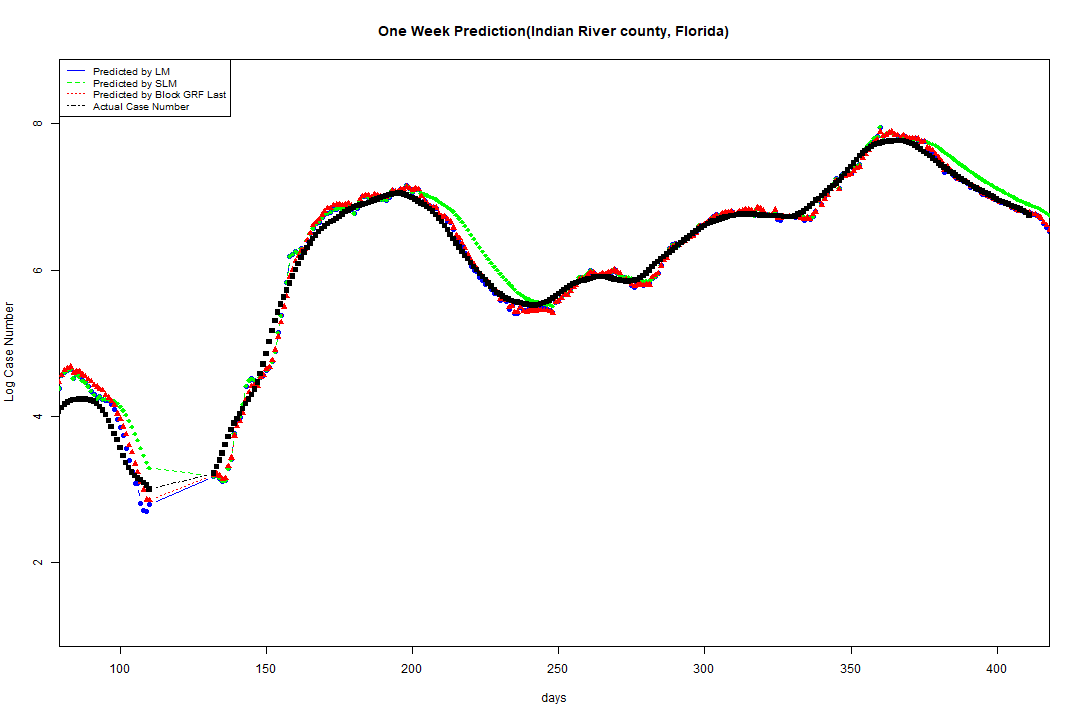 One Week Prediction(Indian River county, Florida)
Predicted by LM
Predicted by SLM
Predicted by Block GRF Last
Actual Case Number
8
6
4
2
Log Case Number
100 150 200 250 300 350 400
days